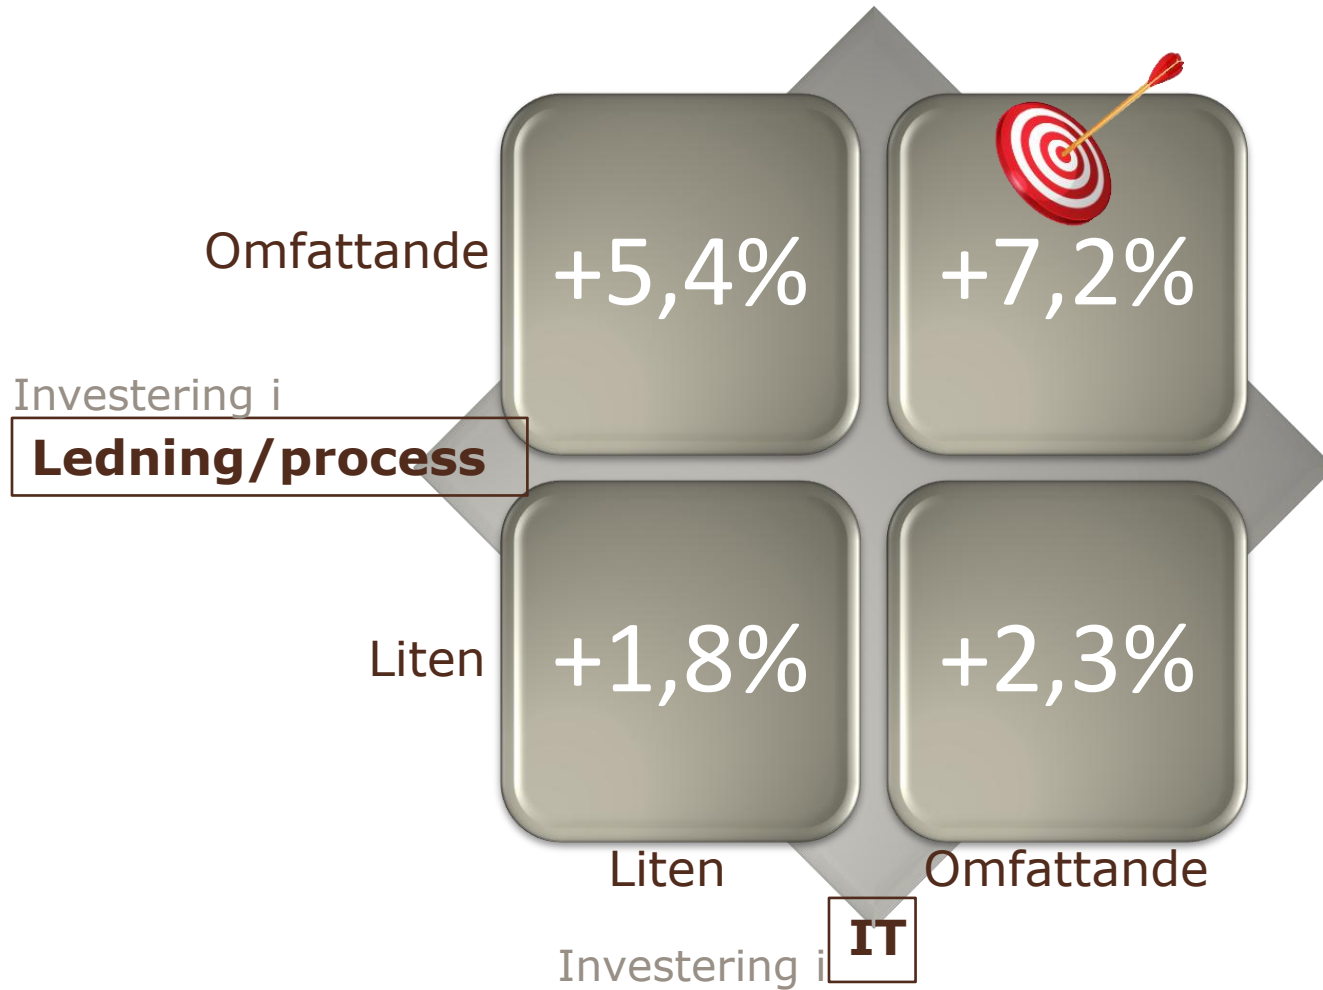 Omfattande
+5,4%
+7,2%
Investering i
Ledning/process
Liten
+1,8%
+2,3%
Liten
Omfattande
Investering i
IT